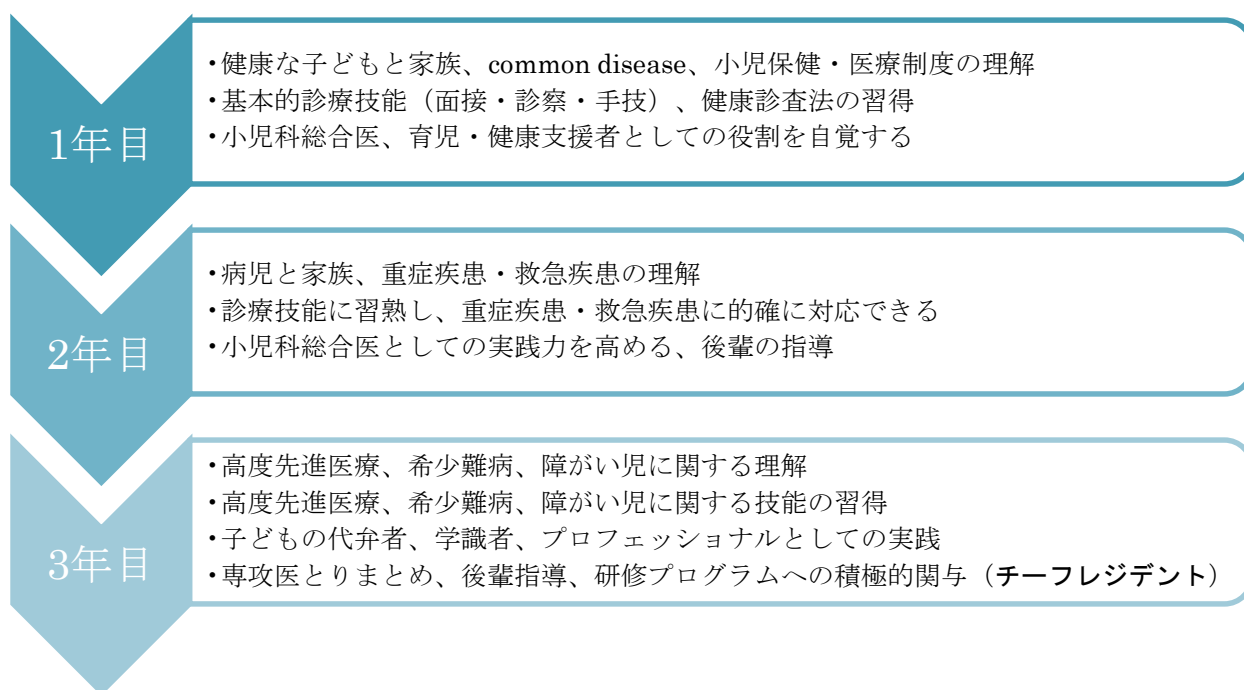 1年目
・健康な子どもと家族、common disease、小児保健・医療制度の理解
・基本的診療技能（面接・診察・手技）、健康診査法の習得
・小児科総合医、育児・健康支援者としての役割を自覚する
2年目
・病児と家族、重症疾患・救急疾患の理解
・診療技能に習熟し、重症疾患・救急疾患に的確に対応できる
・小児科総合医としての実践力を高める、後輩の指導
3年目
・高度先進医療、希少難病、障がい児に関する理解
・高度先進医療、希少難病、障がい児に関する技能の習得
・子どもの代弁者、学識者、プロフェッショナルとしての実践
・専攻医とりまとめ、後輩指導、研修プログラムへの積極的関与（チーフレジデント）